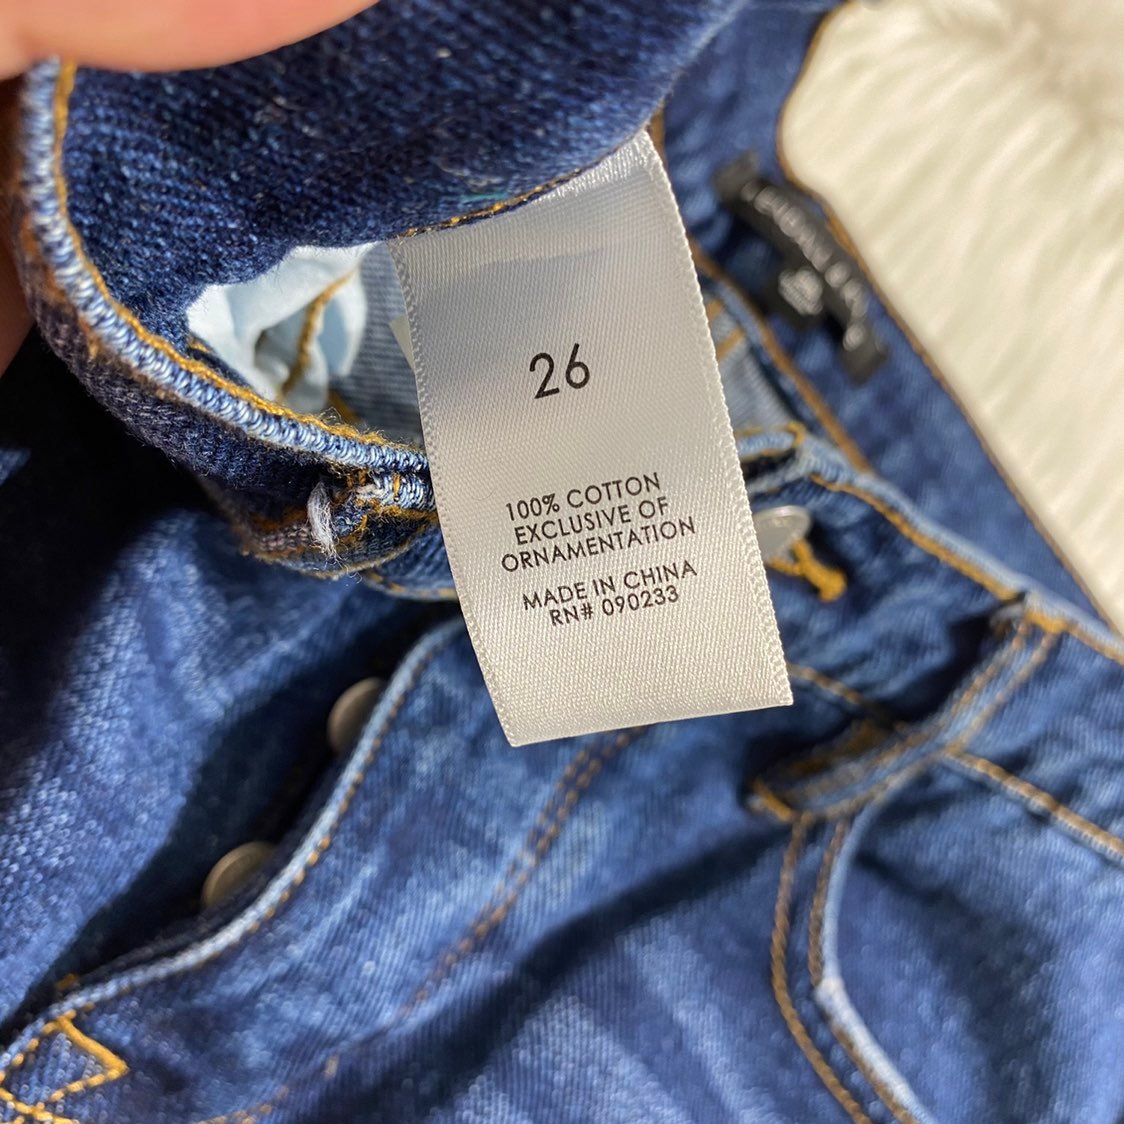 26
100% COTTON
EXCLUSIVE OF
ORNAMENTATION
MADE IN CHINA
RN# 090233